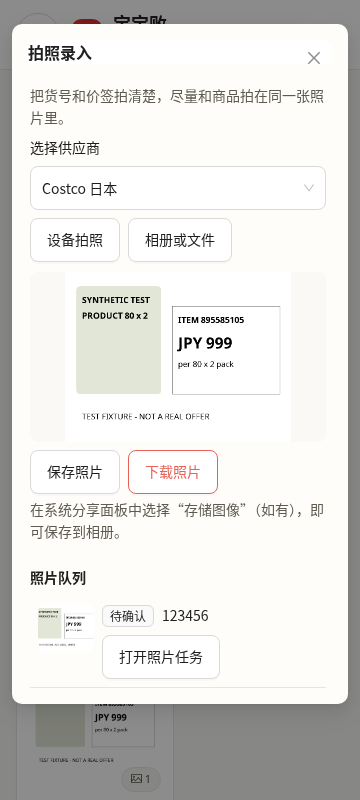 宝宝败
拍照录入
把货号和价签拍清楚，尽量和商品拍在同一张照
片里。
选择供应商
Costco 日本
设备拍照
相册或文件
SYNTHETIC TEST
PRODUCT 80 x 2
ITEM 895585105
JPY 999
per 80 x 2 pack
TEST FIXTURE - NOT A REAL OFFER
保存照片
下载照片
在系统分享面板中选择“存储图像”（如有），即
可保存到相册。
照片队列
待确认
123456
打开照片任务
JPY 999
per 80 x 2 pack
TEST FIXTURE - NOT A REAL OFFER
1